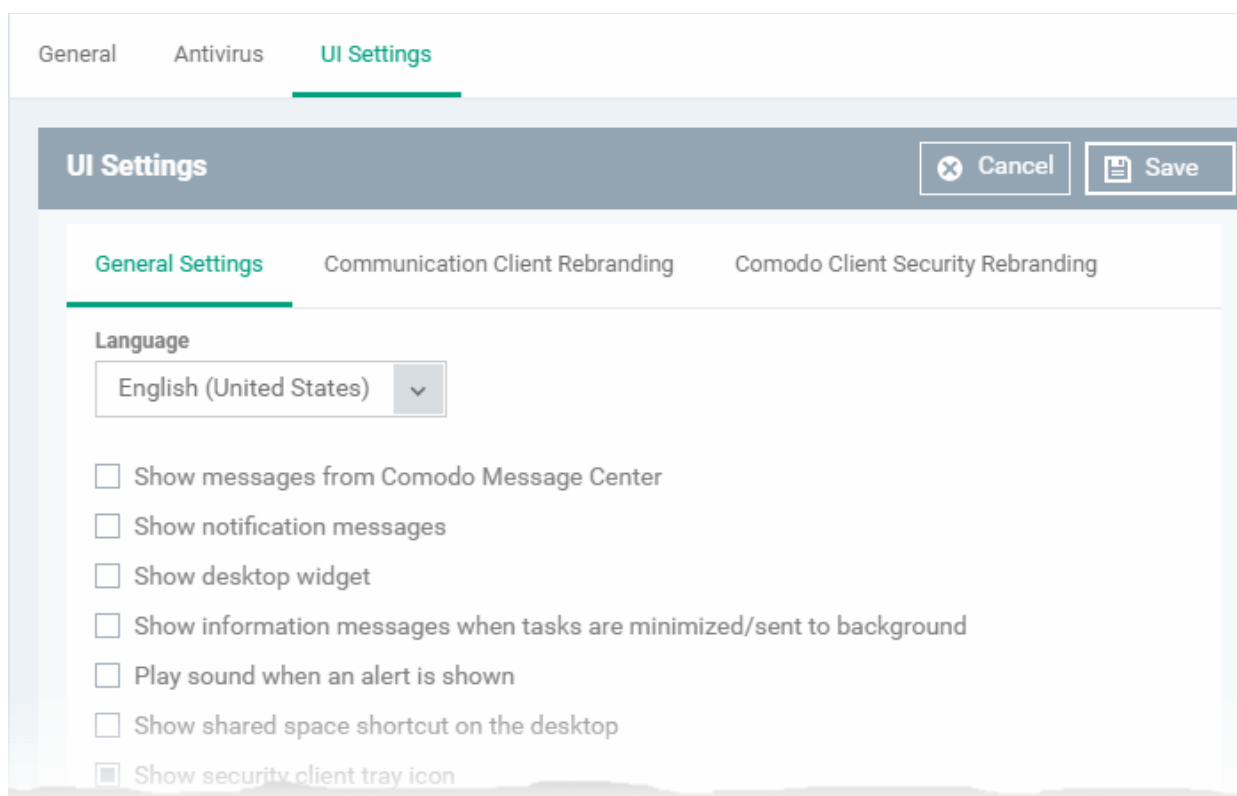 General Antivirus UI Settings
UI Settings Cancel Save
General Settings Communication Client Rebranding Comodo Client Security Rebranding
Language
English (United States)
Show messages from Comodo Message Center
Show notification messages
Show desktop widget
Show information messages when tasks are minimized/sent to background
Play sound when an alert is shown
Show shared space shortcut on the desktop
Show security client tray icon